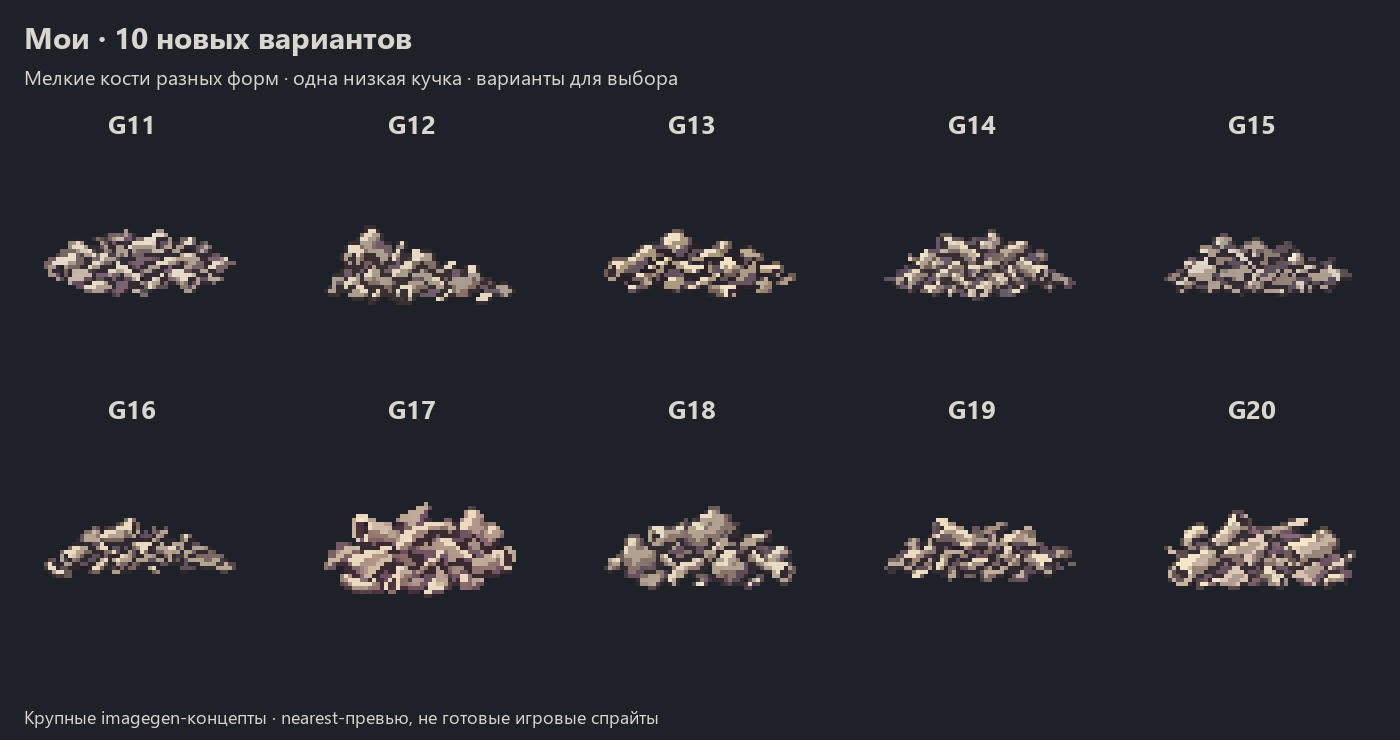 Мои · 10 новых вариантов
Мелкие кости разных форм · одна низкая кучка · варианты для выбора
G11 G12 G13 G14 G15
G16 G17 G18 G19 G20
Крупные imagegen-концепты · nearest-превью, не готовые игровые спрайты